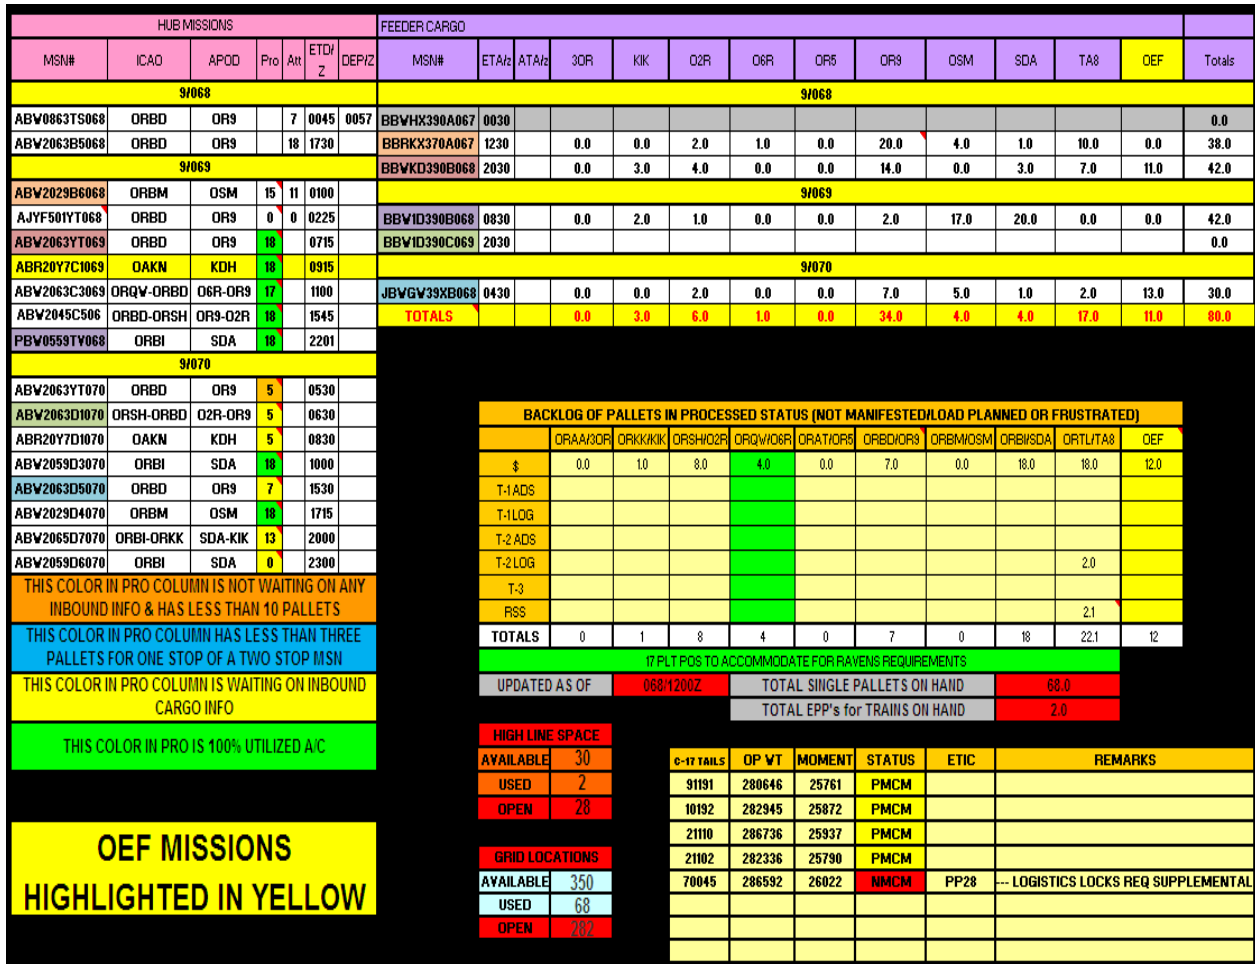 HUB MISSIONS
MSN# ICAO APOD Pro Att ETD/Z DEP/Z
9/068
ABW0863TS068 ORBD OR9 7 0045 0057
ABW2063B5068 ORBD OR9 18 1730
9/069
ABW2029B6068 ORBM OSM 15 11 0100
AJYF501YT068 ORBD OR9 0 0 0225
ABW2063YT069 ORBD OR9 18 0715
ABR20Y7C1069 OAKN KDH 18 0915
ABW2063C3069 ORQW-ORBD O6R-OR9 17 1100
ABW2045C506 ORBD-ORSH OR9-O2R 18 1545
PBW0559TV068 ORBI SDA 18 2201
9/070
ABW2063YT070 ORBD OR9 5 0530
ABW2063D1070 ORSH-ORBD O2R-OR9 5 0630
ABR20Y7D1070 OAKN KDH 5 0830
ABW2059D3070 ORBI SDA 18 1000
ABW2063D5070 ORBD OR9 7 1530
ABW2029D4070 ORBM OSM 18 1715
ABW2065D7070 ORBI-ORKK SDA-KIK 13 2000
ABW2059D6070 ORBI SDA 0 2300
THIS COLOR IN PRO COLUMN IS NOT WAITING ON ANY
INBOUND INFO & HAS LESS THAN 10 PALLETS
THIS COLOR IN PRO COLUMN HAS LESS THAN THREE
PALLETS FOR ONE STOP OF A TWO STOP MSN
THIS COLOR IN PRO COLUMN IS WAITING ON INBOUND
CARGO INFO
THIS COLOR IN PRO IS 100% UTILIZED A/C
OEF MISSIONS
HIGHLIGHTED IN YELLOW
FEEDER CARGO
MSN# ETA/z ATA/z 3OR KIK O2R O6R OR5 OR9 OSM SDA TA8 OEF Totals
9/068
BBWHX390A067 0030 0.0
BBRKX370A067 1230 0.0 0.0 2.0 1.0 0.0 20.0 4.0 1.0 10.0 0.0 38.0
BBWKD390B068 2030 0.0 3.0 4.0 0.0 0.0 14.0 0.0 3.0 7.0 11.0 42.0
9/069
BBW1D390B068 0830 0.0 2.0 1.0 0.0 0.0 2.0 17.0 20.0 0.0 0.0 42.0
BBW1D390C069 2030 0.0
9/070
JBWGW39XB068 0430 0.0 0.0 2.0 0.0 0.0 7.0 5.0 1.0 2.0 13.0 30.0
TOTALS 0.0 3.0 6.0 1.0 0.0 34.0 4.0 4.0 17.0 11.0 80.0
BACKLOG OF PALLETS IN PROCESSED STATUS (NOT MANIFESTED/LOAD PLANNED OR FRUSTRATED)
ORAA/3OR ORKK/KIK ORSH/O2R ORQW/O6R ORAT/OR5 ORBD/OR9 ORBM/OSM ORBI/SDA ORTL/TA8 OEF
$ 0.0 1.0 8.0 4.0 0.0 7.0 0.0 18.0 18.0 12.0
T-1 ADS
T-1 LOG
T-2 ADS
T-2 LOG 2.0
T-3
RSS 2.1
TOTALS 0 1 8 4 0 7 0 18 22.1 12
17 PLT POS TO ACCOMMODATE FOR RAVENS REQUIREMENTS
UPDATED AS OF 068/1200Z TOTAL SINGLE PALLETS ON HAND 68.0
TOTAL EPP's for TRAINS ON HAND 2.0
HIGH LINE SPACE
AVAILABLE 30
USED 2
OPEN 28
GRID LOCATIONS
AVAILABLE 350
USED 68
OPEN 282
C-17 TAILS OP WT MOMENT STATUS ETIC REMARKS
91191 280646 25761 PMCM
10192 282945 25872 PMCM
21110 286736 25937 PMCM
21102 282336 25790 PMCM
70045 286592 26022 NMCM PP28 --- LOGISTICS LOCKS REQ SUPPLEMENTAL